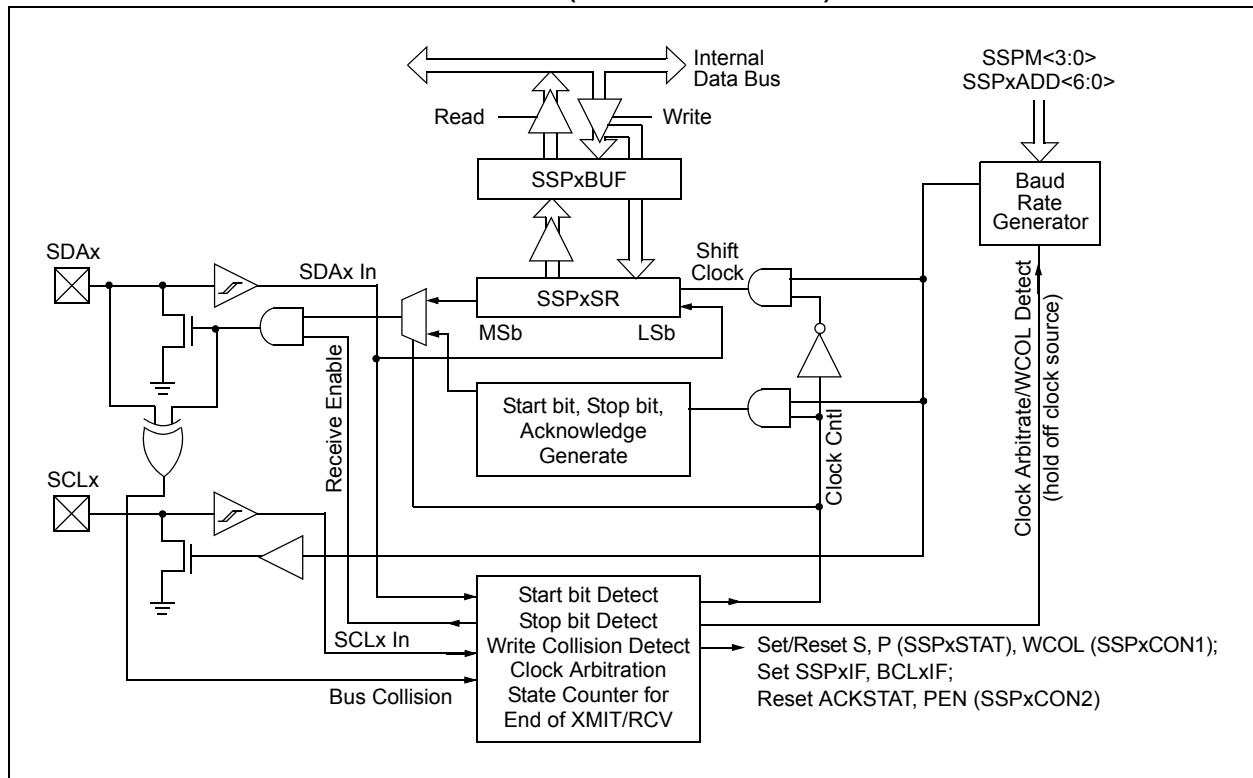 Internal
Data Bus
SSPM<3:0>
SSPxADD<6:0>
Read
Write
SSPxBUF
Baud
Rate
Generator
SDAx
SDAx In
Shift
Clock
SSPxSR
MSb
LSb
Receive Enable
Start bit, Stop bit,
Acknowledge
Generate
Clock Cntl
Clock Arbitrate/WCOL Detect
(hold off clock source)
SCLx
SCLx In
Bus Collision
Start bit Detect
Stop bit Detect
Write Collision Detect
Clock Arbitration
State Counter for
End of XMIT/RCV
Set/Reset S, P (SSPxSTAT), WCOL (SSPxCON1);
Set SSPxIF, BCLxIF;
Reset ACKSTAT, PEN (SSPxCON2)